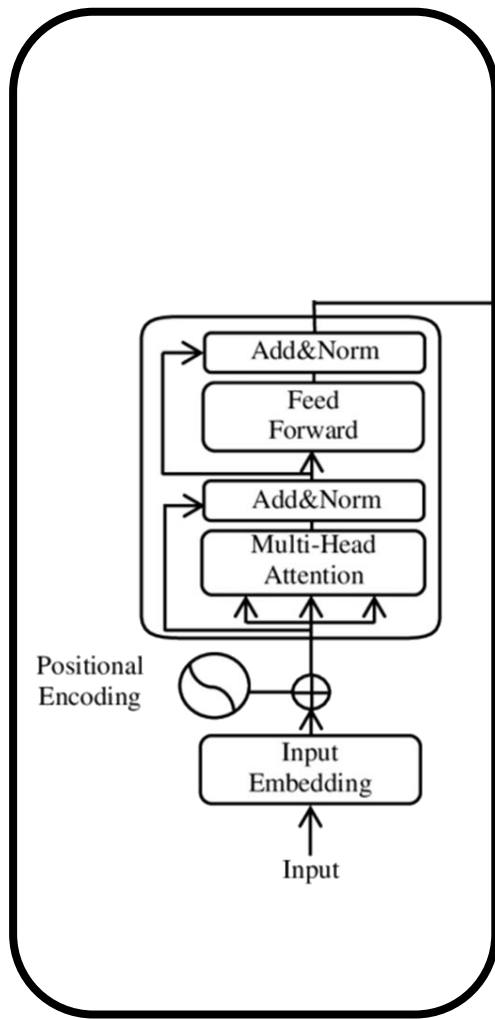 Add&Norm
Feed
Forward
Add&Norm
Multi-Head
Attention
Positional
Encoding
Input
Embedding
Input